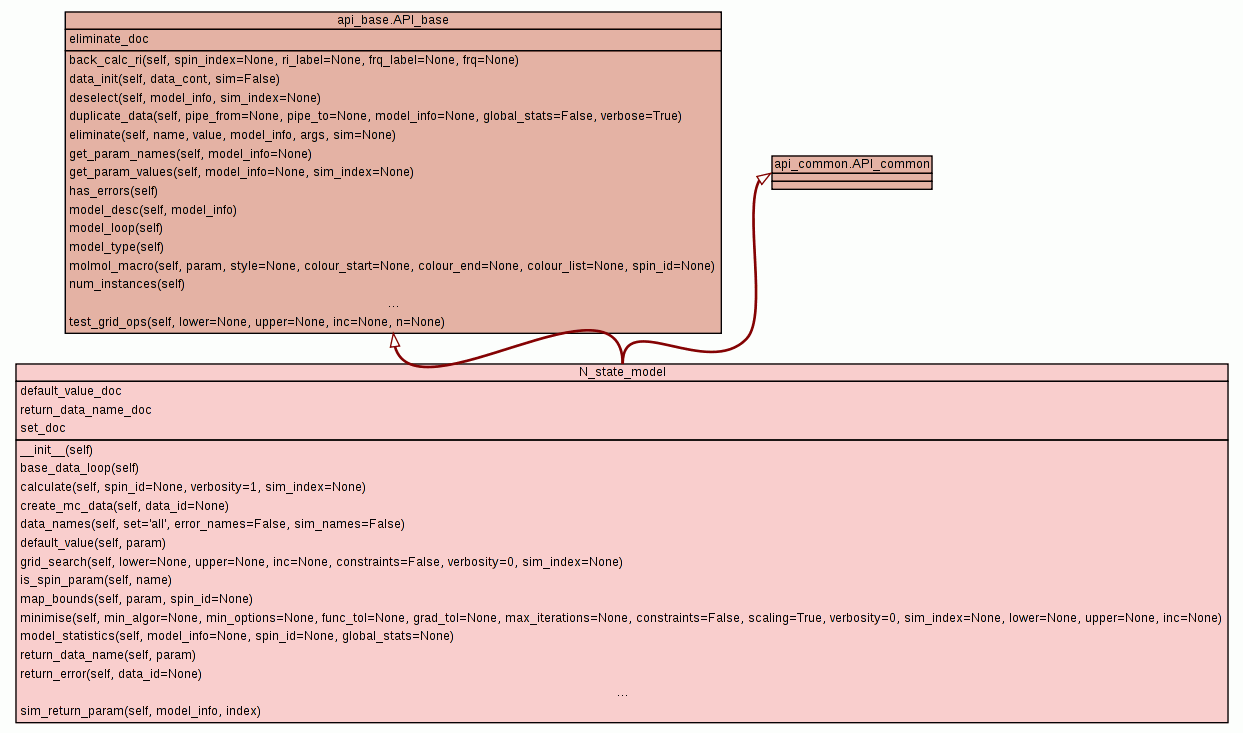 api_base.API_base
eliminate_doc
back_calc_ri(self, spin_index=None, ri_label=None, frq_label=None, frq=None)
data_init(self, data_cont, sim=False)
deselect(self, model_info, sim_index=None)
duplicate_data(self, pipe_from=None, pipe_to=None, model_info=None, global_stats=False, verbose=True)
eliminate(self, name, value, model_info, args, sim=None)
get_param_names(self, model_info=None)
get_param_values(self, model_info=None, sim_index=None)
has_errors(self)
model_desc(self, model_info)
model_loop(self)
model_type(self)
molmol_macro(self, param, style=None, colour_start=None, colour_end=None, colour_list=None, spin_id=None)
num_instances(self)
...
test_grid_ops(self, lower=None, upper=None, inc=None, n=None)
api_common.API_common
N_state_model
default_value_doc
return_data_name_doc
set_doc
__init__(self)
base_data_loop(self)
calculate(self, spin_id=None, verbosity=1, sim_index=None)
create_mc_data(self, data_id=None)
data_names(self, set='all', error_names=False, sim_names=False)
default_value(self, param)
grid_search(self, lower=None, upper=None, inc=None, constraints=False, verbosity=0, sim_index=None)
is_spin_param(self, name)
map_bounds(self, param, spin_id=None)
minimise(self, min_algor=None, min_options=None, func_tol=None, grad_tol=None, max_iterations=None, constraints=False, scaling=True, verbosity=0, sim_index=None, lower=None, upper=None, inc=None)
model_statistics(self, model_info=None, spin_id=None, global_stats=None)
return_data_name(self, param)
return_error(self, data_id=None)
...
sim_return_param(self, model_info, index)